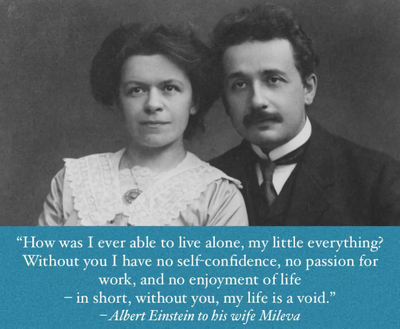 “How was I ever able to live alone, my little everything?
Without you I have no self-confidence, no passion for
work, and no enjoyment of life
– in short, without you, my life is a void.”
–Albert Einstein to his wife Mileva